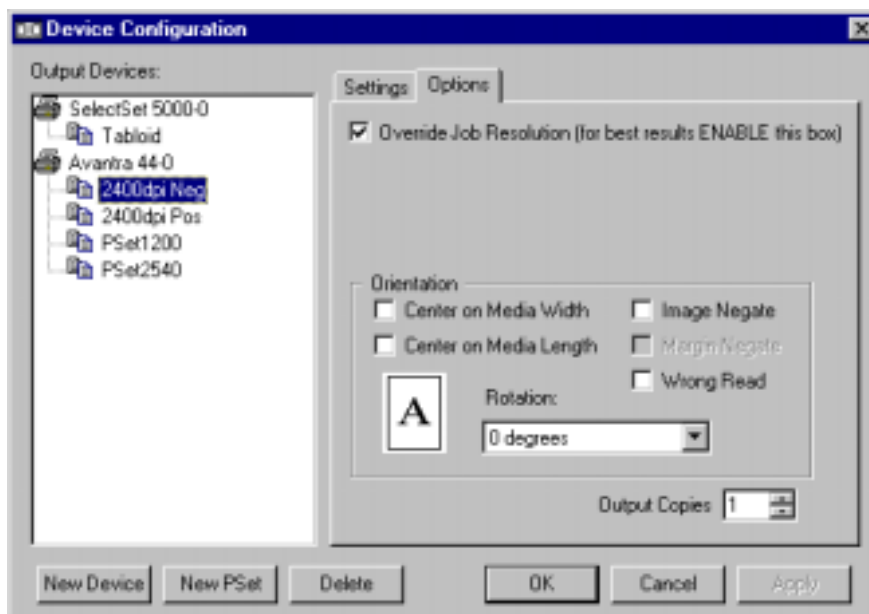 Device Configuration
Output Devices:
SelectSet 5000-0
Tabloid
Avantra 44-0
2400dpi Neg
2400dpi Pos
PSet1200
PSet2540
Settings
Options
Override Job Resolution (for best results ENABLE this box)
Orientation
Center on Media Width
Image Negate
Center on Media Length
Margin Negate
Wrong Read
A
Rotation:
0 degrees
Output Copies 1
New Device
New PSet
Delete
OK
Cancel
Apply